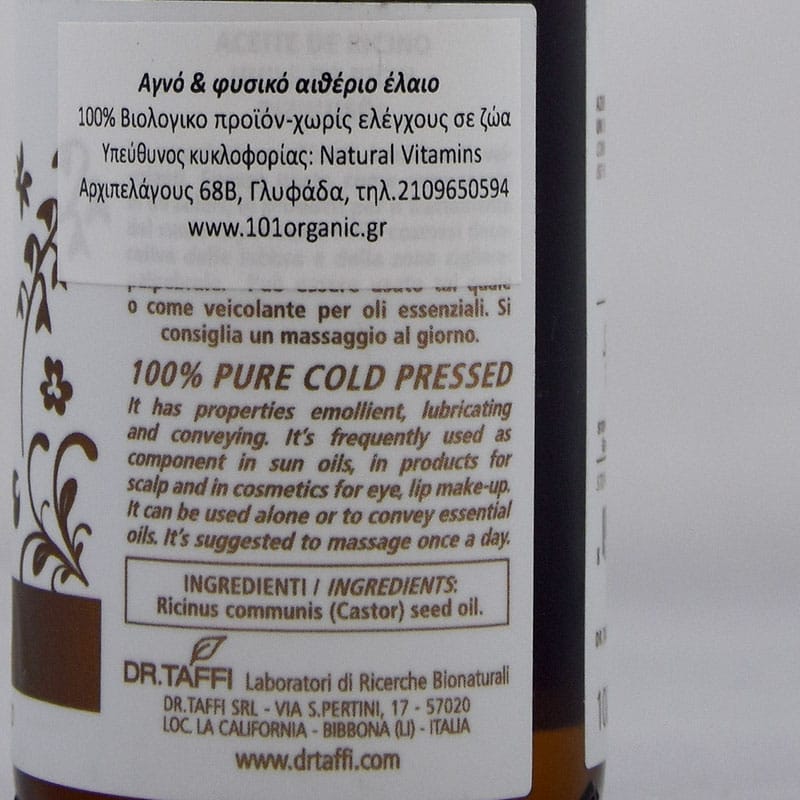 ACEITE DE RICINO
Αγνό & φυσικό αιθέριο έλαιο
100% Βιολογικο προϊόν-χωρίς ελέγχους σε ζώα
Υπεύθυνος κυκλοφορίας: Natural Vitamins
Αρχιπελάγους 68Β, Γλυφάδα, τηλ.2109650594
www.101organic.gr
o come veicolante per oli essenziali. Si
consiglia un massaggio al giorno.
100% PURE COLD PRESSED
It has properties emollient, lubricating
and conveying. It's frequently used as
component in sun oils, in products for
scalp and in cosmetics for eye, lip make-up.
It can be used alone or to convey essential
oils. It's suggested to massage once a day.
INGREDIENTI / INGREDIENTS:
Ricinus communis (Castor) seed oil.
DR.TAFFI Laboratori di Ricerche Bionaturali
DR.TAFFI SRL - VIA S.PERTINI, 17 - 57020
LOC. LA CALIFORNIA - BIBBONA (LI) - ITALIA
www.drtaffi.com